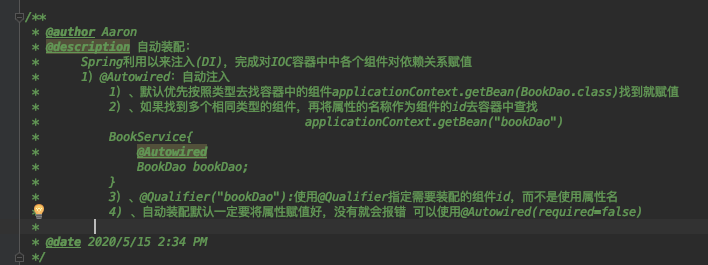 /**
* @author Aaron
* @description 自动装配:
* Spring利用以来注入(DI)，完成对IOC容器中中各个组件对依赖关系赋值
* 1）@Autowired：自动注入
* 1）、默认优先按照类型去找容器中的组件applicationContext.getBean(BookDao.class)找到就赋值
* 2）、如果找到多个相同类型的组件，再将属性的名称作为组件的id去容器中查找
* applicationContext.getBean("bookDao")
* BookService{
* @Autowired
* BookDao bookDao;
* }
* 3）、@Qualifier("bookDao"):使用@Qualifier指定需要装配的组件id，而不是使用属性名
* 4）、自动装配默认一定要将属性赋值好，没有就会报错 可以使用@Autowired(required=false)
*
* @date 2020/5/15 2:34 PM
*/